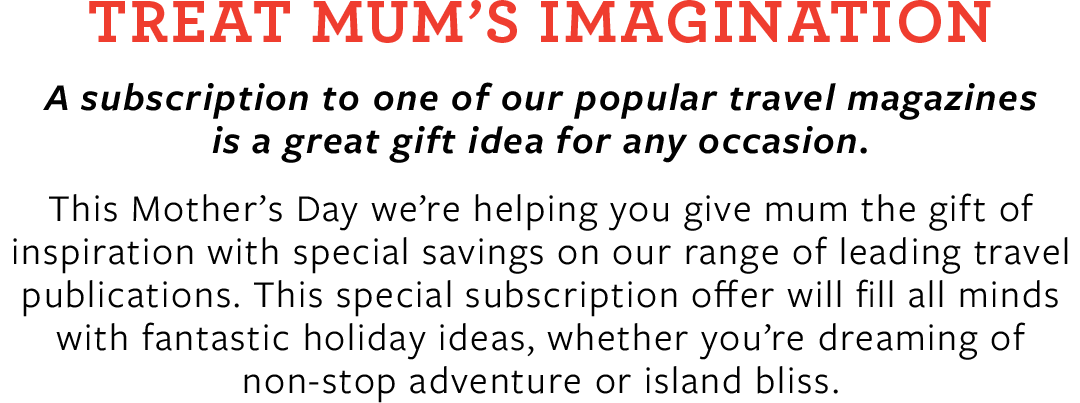 TREAT MUM’S IMAGINATION
A subscription to one of our popular travel magazines
is a great gift idea for any occasion.
This Mother’s Day we’re helping you give mum the gift of
inspiration with special savings on our range of leading travel
publications. This special subscription offer will fill all minds
with fantastic holiday ideas, whether you’re dreaming of
non-stop adventure or island bliss.